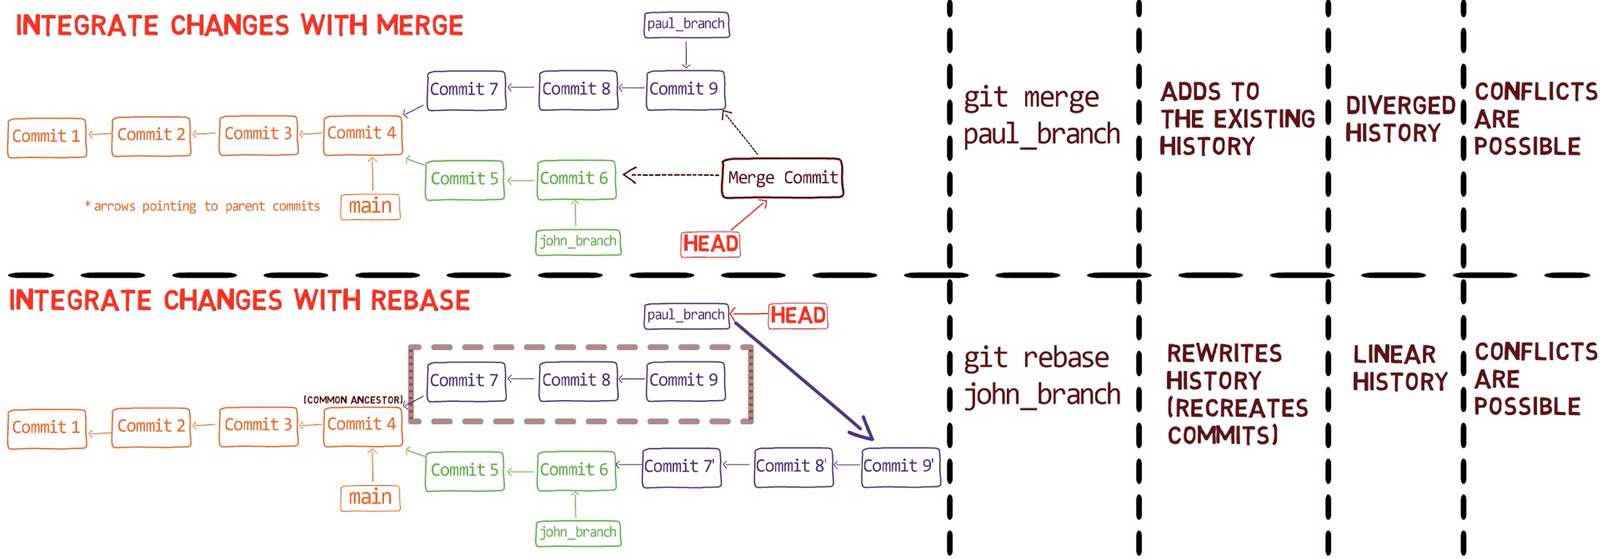 INTEGRATE CHANGES WITH MERGE
paul_branch
Commit 7
Commit 8
Commit 9
Commit 1
Commit 2
Commit 3
Commit 4
Commit 5
Commit 6
Merge Commit
* arrows pointing to parent commits
main
john_branch
HEAD
git merge
paul_branch
ADDS TO
THE EXISTING
HISTORY
DIVERGED
HISTORY
CONFLICTS
ARE
POSSIBLE
INTEGRATE CHANGES WITH REBASE
paul_branch
HEAD
Commit 7
Commit 8
Commit 9
(COMMON ANCESTOR)
Commit 1
Commit 2
Commit 3
Commit 4
Commit 5
Commit 6
Commit 7'
Commit 8'
Commit 9'
main
john_branch
git rebase
john_branch
REWRITES
HISTORY
(RECREATES
COMMITS)
LINEAR
HISTORY
CONFLICTS
ARE
POSSIBLE